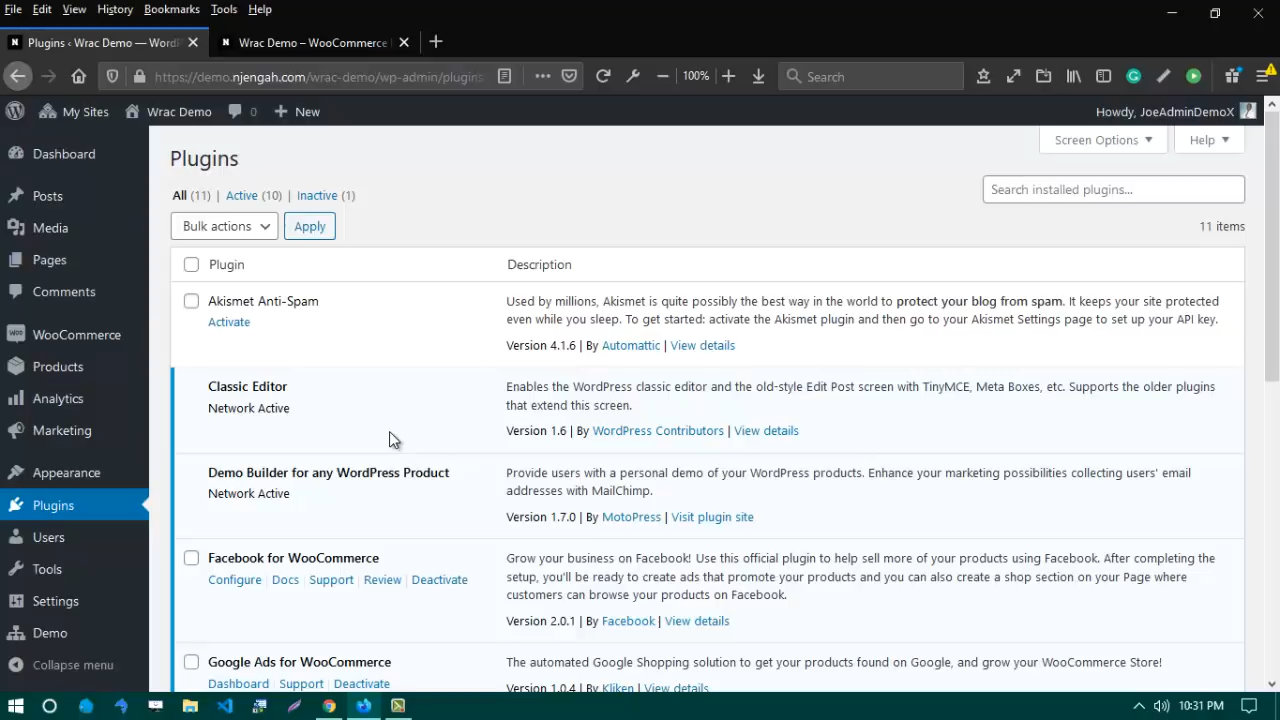 File Edit View History Bookmarks Tools Help
Plugins ‹ Wrac Demo — WordP
Wrac Demo – WooCommerce
https://demo.njengah.com/wrac-demo/wp-admin/plugins
100%
Search
My Sites
Wrac Demo
0
New
Howdy, JoeAdminDemoX
Dashboard
Posts
Media
Pages
Comments
WooCommerce
Products
Analytics
Marketing
Appearance
Plugins
Users
Tools
Settings
Demo
Collapse menu
Screen Options
Help
Plugins
All (11) | Active (10) | Inactive (1)
Search installed plugins...
Bulk actions
Apply
11 items
Plugin
Description
Akismet Anti-Spam
Activate
Used by millions, Akismet is quite possibly the best way in the world to protect your blog from spam. It keeps your site protected
even while you sleep. To get started: activate the Akismet plugin and then go to your Akismet Settings page to set up your API key.
Version 4.1.6 | By Automattic | View details
Classic Editor
Network Active
Enables the WordPress classic editor and the old-style Edit Post screen with TinyMCE, Meta Boxes, etc. Supports the older plugins
that extend this screen.
Version 1.6 | By WordPress Contributors | View details
Demo Builder for any WordPress Product
Network Active
Provide users with a personal demo of your WordPress products. Enhance your marketing possibilities collecting users' email
addresses with MailChimp.
Version 1.7.0 | By MotoPress | Visit plugin site
Facebook for WooCommerce
Configure | Docs | Support | Review | Deactivate
Grow your business on Facebook! Use this official plugin to help sell more of your products using Facebook. After completing the
setup, you'll be ready to create ads that promote your products and you can also create a shop section on your Page where
customers can browse your products on Facebook.
Version 2.0.1 | By Facebook | View details
Google Ads for WooCommerce
Dashboard | Support | Deactivate
The automated Google Shopping solution to get your products found on Google, and grow your WooCommerce Store!
Version 1.0.4 | By Kliken | View details
10:31 PM